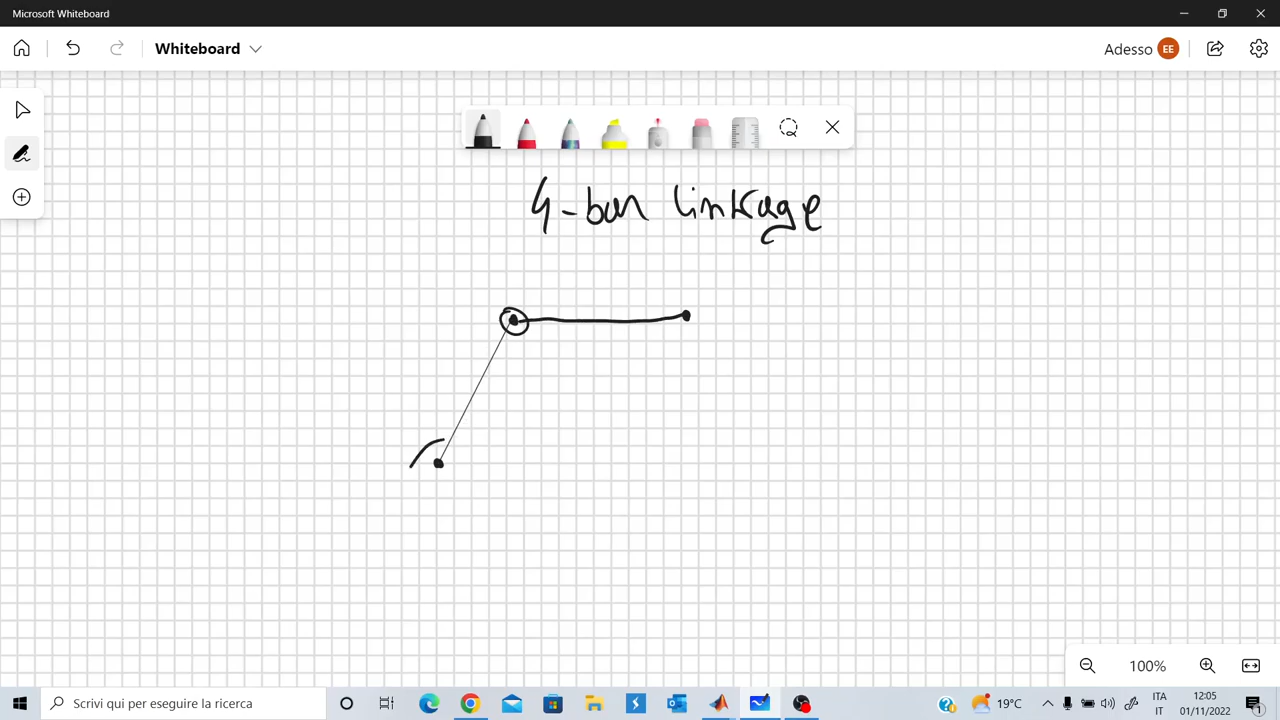 Microsoft Whiteboard
Whiteboard
Adesso EE
4-bar linkage
100%
Scrivi qui per eseguire la ricerca
19°C
ITA
IT
12:05
01/11/2022
1